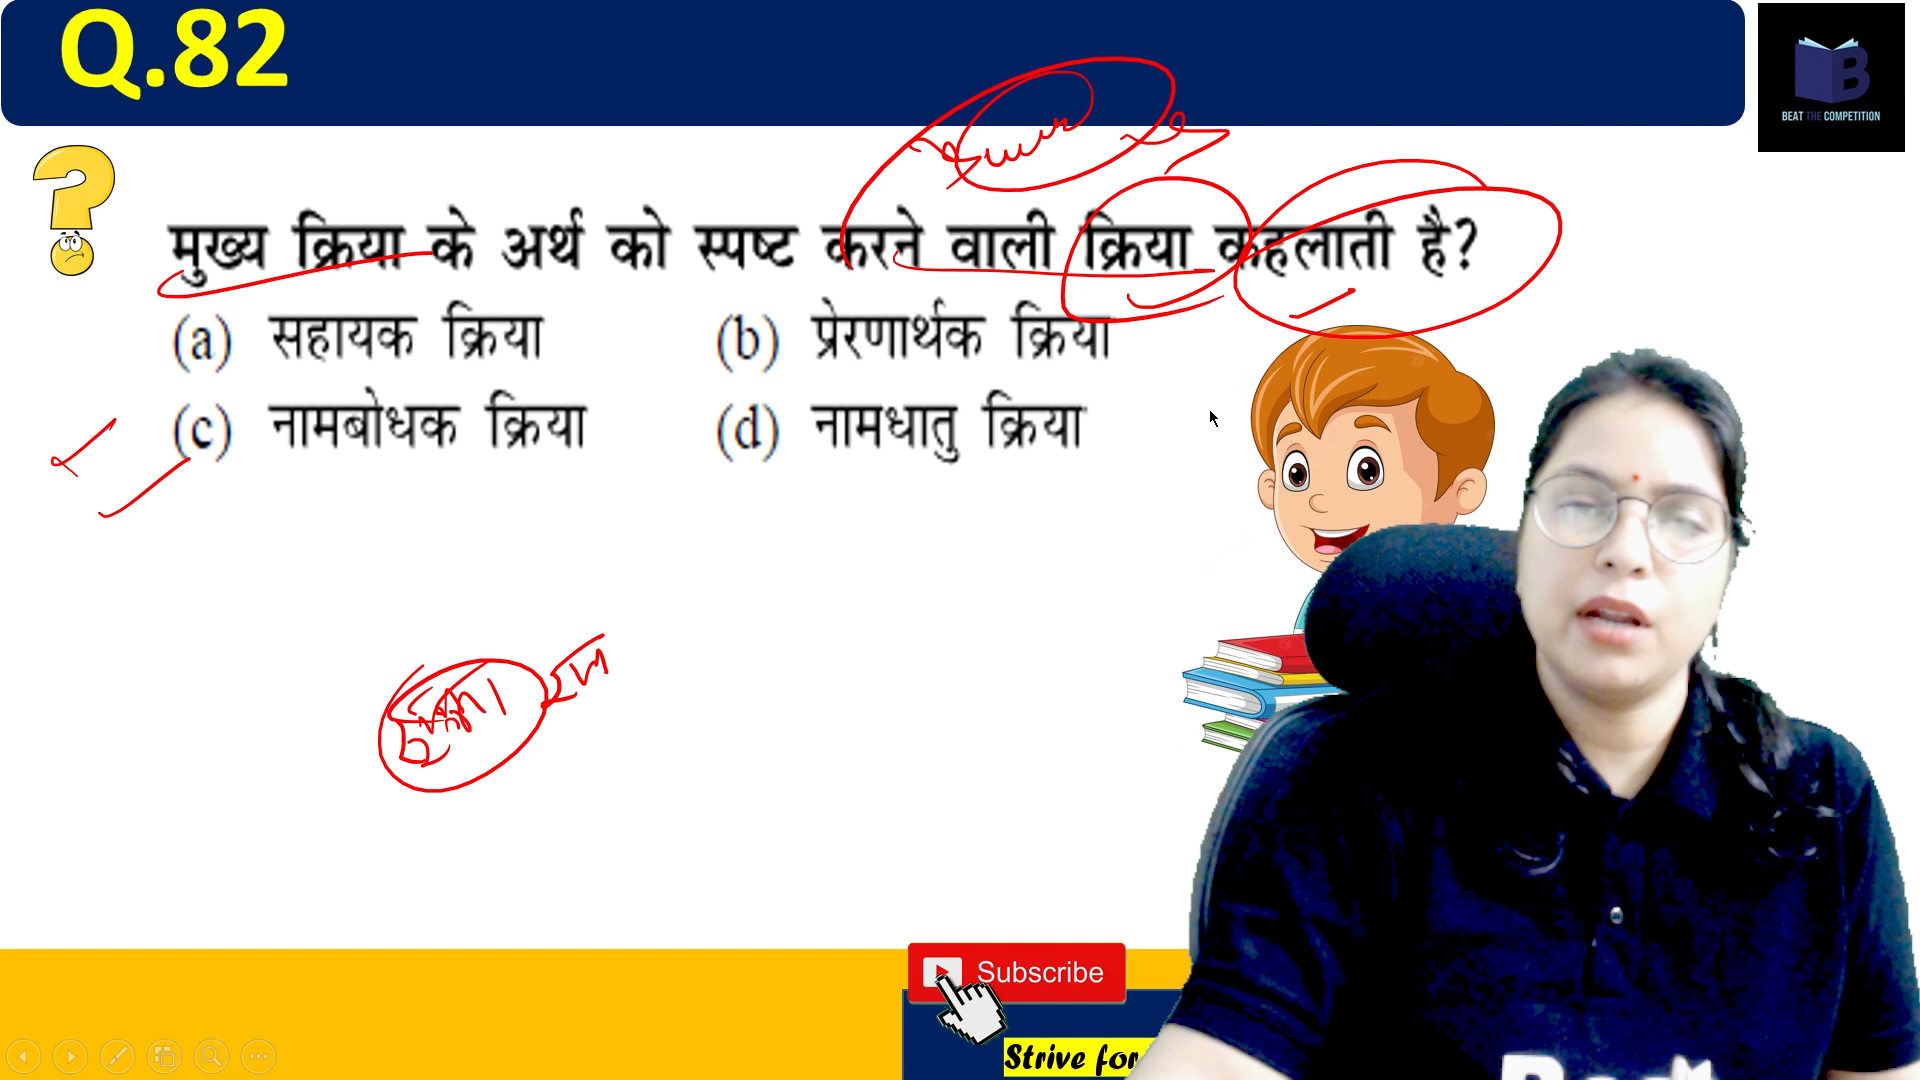 Q.82
BEAT THE COMPETITION
मुख्य क्रिया के अर्थ को स्पष्ट करने वाली क्रिया कहलाती है?
(a) सहायक क्रिया (b) प्रेरणार्थक क्रिया
(c) नामबोधक क्रिया (d) नामधातु क्रिया
Subscribe
Strive for